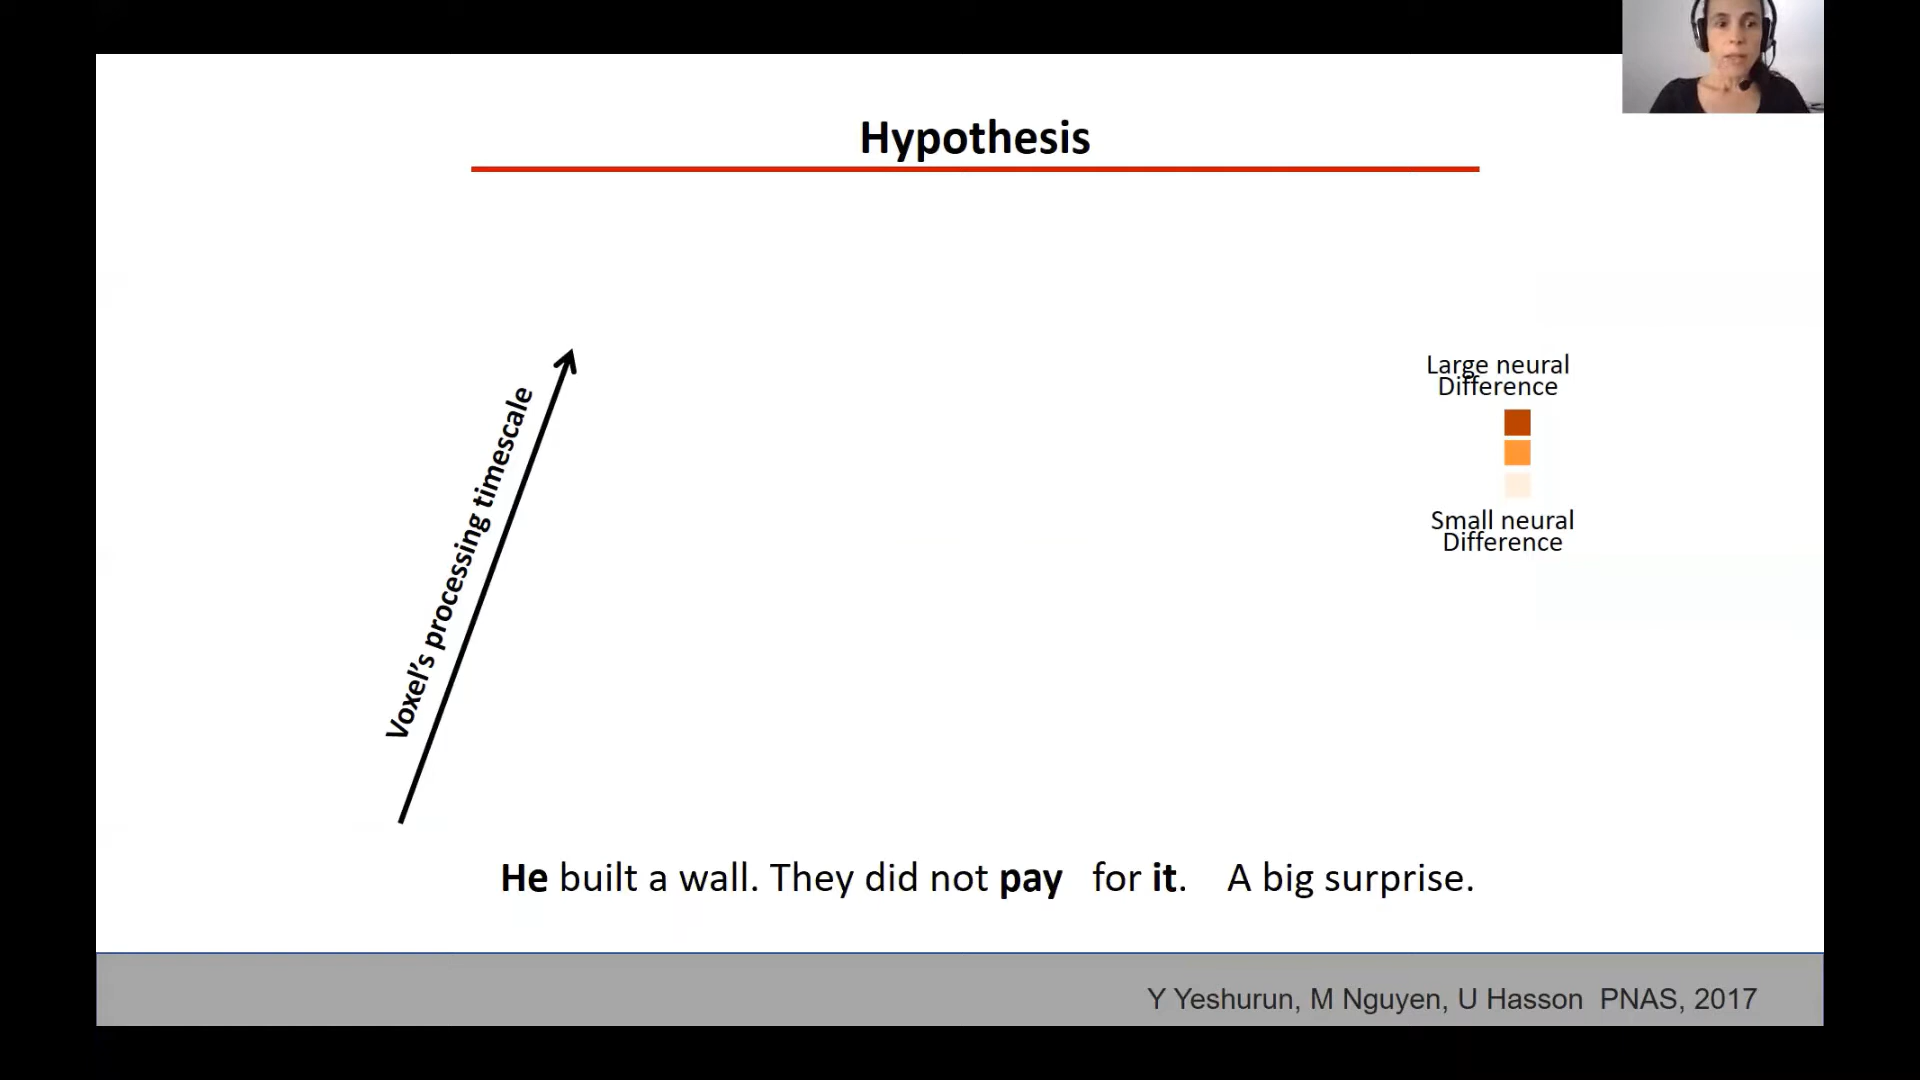 Hypothesis
Voxel's processing timescale
Large neural
Difference
Small neural
Difference
He built a wall. They did not pay for it. A big surprise.
Y Yeshurun, M Nguyen, U Hasson PNAS, 2017